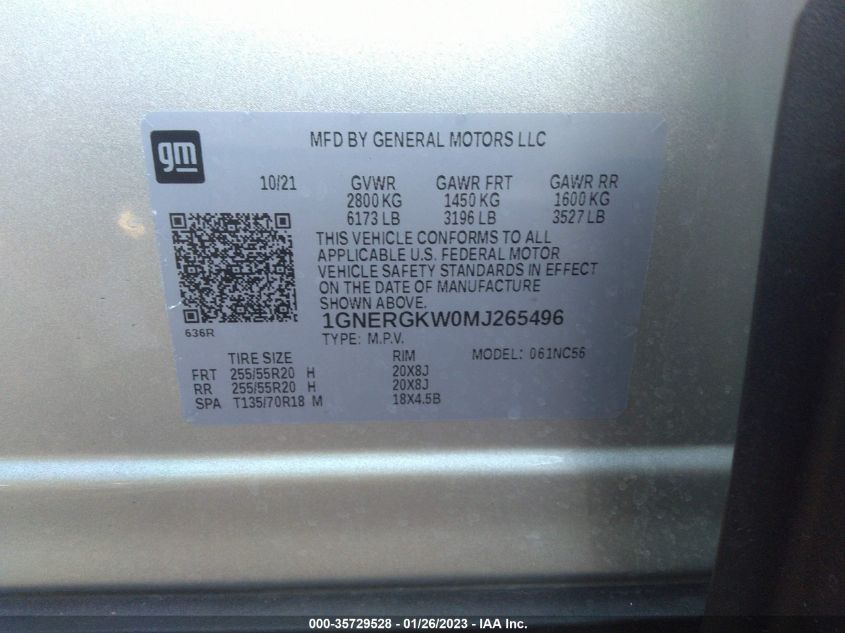 gm
MFD BY GENERAL MOTORS LLC
10/21 GVWR GAWR FRT GAWR RR
2800 KG 1450 KG 1600 KG
6173 LB 3196 LB 3527 LB
THIS VEHICLE CONFORMS TO ALL
APPLICABLE U.S. FEDERAL MOTOR
VEHICLE SAFETY STANDARDS IN EFFECT
ON THE DATE OF MANUFACTURE
SHOWN ABOVE.
1GNERGKW0MJ265496
636R
TYPE: M.P.V.
TIRE SIZE RIM MODEL: 061NC56
FRT 255/55R20 H 20X8J
RR 255/55R20 H 20X8J
SPA T135/70R18 M 18X4.5B
000-35729528 - 01/26/2023 - IAA Inc.